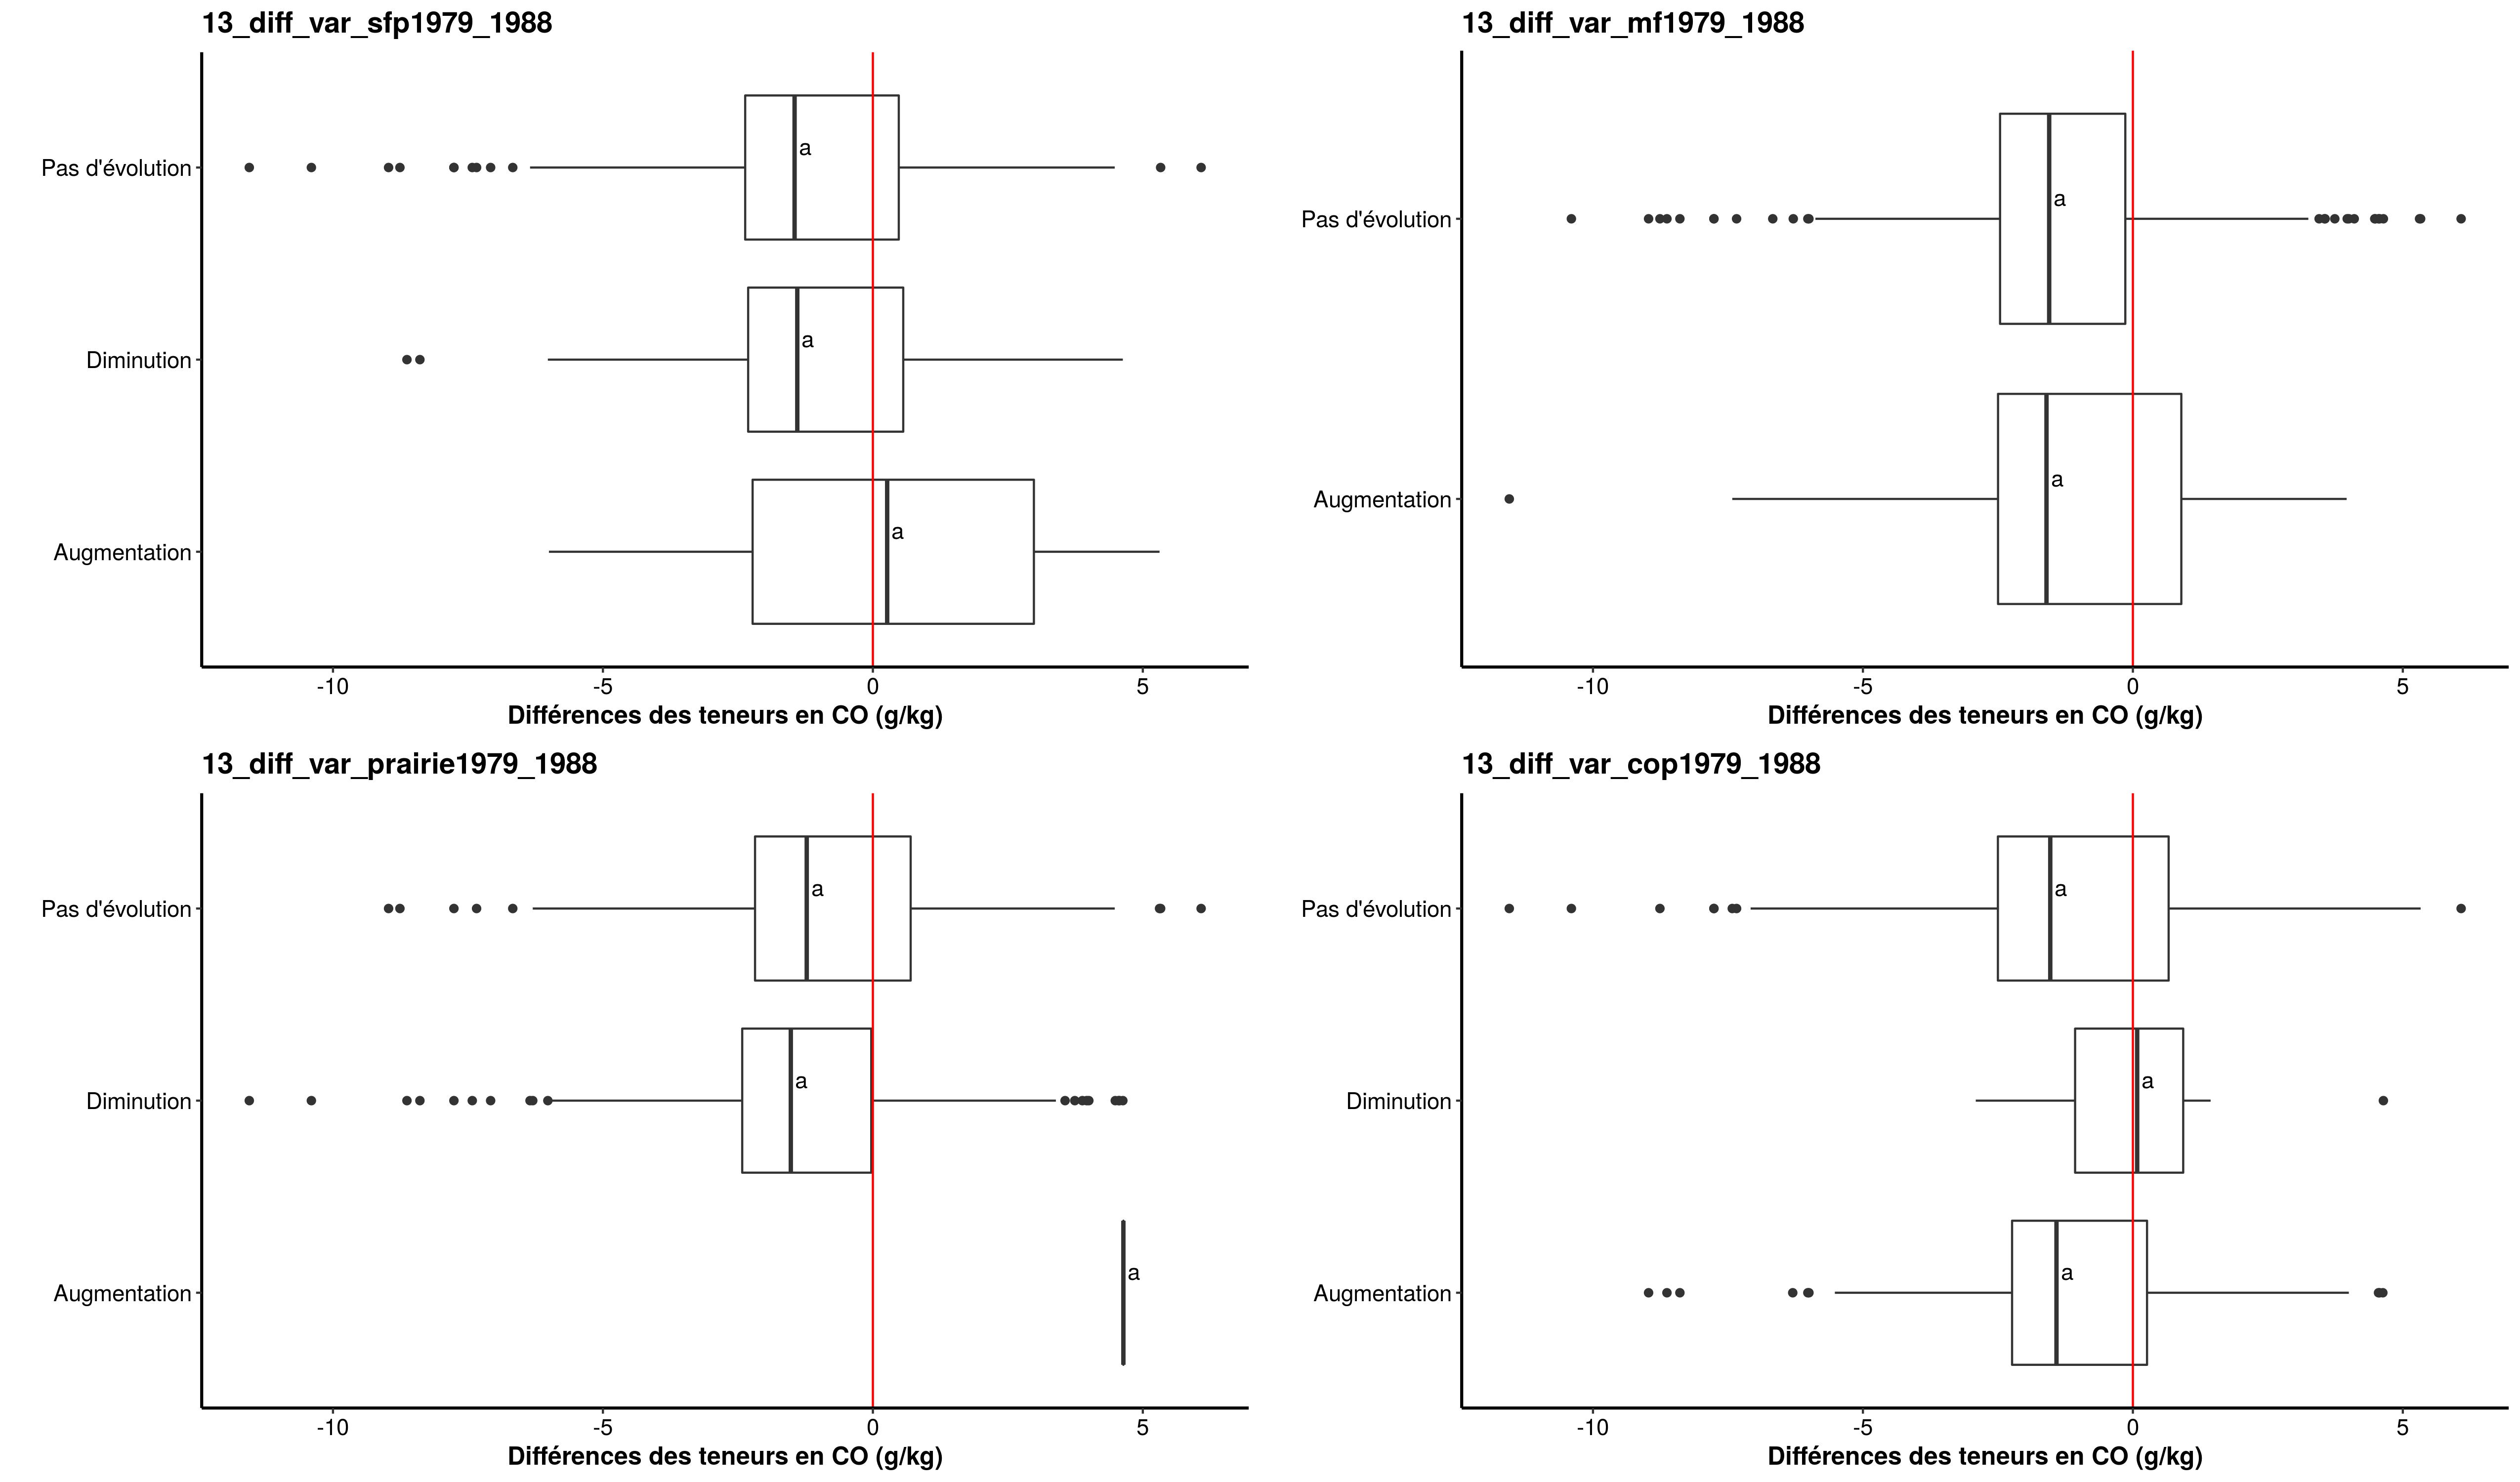 13_diff_var_sfp1979_1988
Pas d'évolution
a
Diminution
a
Augmentation
a
-10
-5
0
5
Différences des teneurs en CO (g/kg)
13_diff_var_mf1979_1988
Pas d'évolution
a
Augmentation
a
-10
-5
0
5
Différences des teneurs en CO (g/kg)
13_diff_var_prairie1979_1988
Pas d'évolution
a
Diminution
a
Augmentation
a
-10
-5
0
5
Différences des teneurs en CO (g/kg)
13_diff_var_cop1979_1988
Pas d'évolution
a
Diminution
a
Augmentation
a
-10
-5
0
5
Différences des teneurs en CO (g/kg)